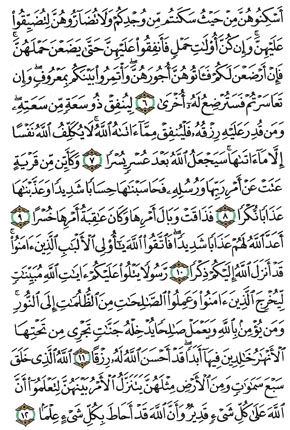 أَسْكِنُوهُنَّ مِنْ حَيْثُ سَكَنتُم مِّن وُجْدِكُمْ وَلَا تُضَآرُّوهُنَّ لِتُضَيِّقُوا۟
عَلَيْهِنَّ ۚ وَإِن كُنَّ أُو۟لَٰتِ حَمْلٍ فَأَنفِقُوا۟ عَلَيْهِنَّ حَتَّىٰ يَضَعْنَ حَمْلَهُنَّ ۚ
فَإِنْ أَرْضَعْنَ لَكُمْ فَـَٔاتُوهُنَّ أُجُورَهُنَّ ۖ وَأْتَمِرُوا۟ بَيْنَكُم بِمَعْرُوفٍ ۖ وَإِن
تَعَاسَرْتُمْ فَسَتُرْضِعُ لَهُۥٓ أُخْرَىٰ ٦ لِيُنفِقْ ذُو سَعَةٍ مِّن سَعَتِهِۦ ۖ
وَمَن قُدِرَ عَلَيْهِ رِزْقُهُۥ فَلْيُنفِقْ مِمَّآ ءَاتَىٰهُ ٱللَّهُ ۚ لَا يُكَلِّفُ ٱللَّهُ نَفْسًا
إِلَّا مَآ ءَاتَىٰهَا ۚ سَيَجْعَلُ ٱللَّهُ بَعْدَ عُسْرٍ يُسْرًا ٧ وَكَأَيِّن مِّن قَرْيَةٍ
عَتَتْ عَنْ أَمْرِ رَبِّهَا وَرُسُلِهِۦ فَحَاسَبْنَٰهَا حِسَابًا شَدِيدًا وَعَذَّبْنَٰهَا
عَذَابًا نُّكْرًا ٨ فَذَاقَتْ وَبَالَ أَمْرِهَا وَكَانَ عَٰقِبَةُ أَمْرِهَا خُسْرًا ٩
أَعَدَّ ٱللَّهُ لَهُمْ عَذَابًا شَدِيدًا ۖ فَٱتَّقُوا۟ ٱللَّهَ يَٰٓأُو۟لِى ٱلْأَلْبَٰبِ ٱلَّذِينَ ءَامَنُوا۟ ۚ
قَدْ أَنزَلَ ٱللَّهُ إِلَيْكُمْ ذِكْرًا ١٠ رَّسُولًا يَتْلُوا۟ عَلَيْكُمْ ءَايَٰتِ ٱللَّهِ مُبَيِّنَٰتٍ
لِّيُخْرِجَ ٱلَّذِينَ ءَامَنُوا۟ وَعَمِلُوا۟ ٱلصَّٰلِحَٰتِ مِنَ ٱلظُّلُمَٰتِ إِلَى ٱلنُّورِ ۚ
وَمَن يُؤْمِنۢ بِٱللَّهِ وَيَعْمَلْ صَٰلِحًا يُدْخِلْهُ جَنَّٰتٍ تَجْرِى مِن تَحْتِهَا
ٱلْأَنْهَٰرُ خَٰلِدِينَ فِيهَآ أَبَدًا ۖ قَدْ أَحْسَنَ ٱللَّهُ لَهُۥ رِزْقًا ١١ ٱللَّهُ ٱلَّذِى خَلَقَ
سَبْعَ سَمَٰوَٰتٍ وَمِنَ ٱلْأَرْضِ مِثْلَهُنَّ يَتَنَزَّلُ ٱلْأَمْرُ بَيْنَهُنَّ لِتَعْلَمُوٓا۟ أَنَّ
ٱللَّهَ عَلَىٰ كُلِّ شَىْءٍ قَدِيرٌ وَأَنَّ ٱللَّهَ قَدْ أَحَاطَ بِكُلِّ شَىْءٍ عِلْمًۢا ١٢